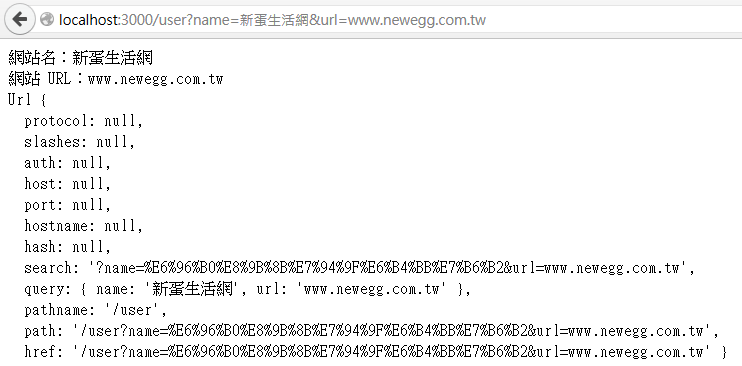 localhost:3000/user?name=新蛋生活網&url=www.newegg.com.tw
網站名：新蛋生活網
網站 URL：www.newegg.com.tw
Url {
  protocol: null,
  slashes: null,
  auth: null,
  host: null,
  port: null,
  hostname: null,
  hash: null,
  search: '?name=%E6%96%B0%E8%9B%8B%E7%94%9F%E6%B4%BB%E7%B6%B2&url=www.newegg.com.tw',
  query: { name: '新蛋生活網', url: 'www.newegg.com.tw' },
  pathname: '/user',
  path: '/user?name=%E6%96%B0%E8%9B%8B%E7%94%9F%E6%B4%BB%E7%B6%B2&url=www.newegg.com.tw',
  href: '/user?name=%E6%96%B0%E8%9B%8B%E7%94%9F%E6%B4%BB%E7%B6%B2&url=www.newegg.com.tw' }